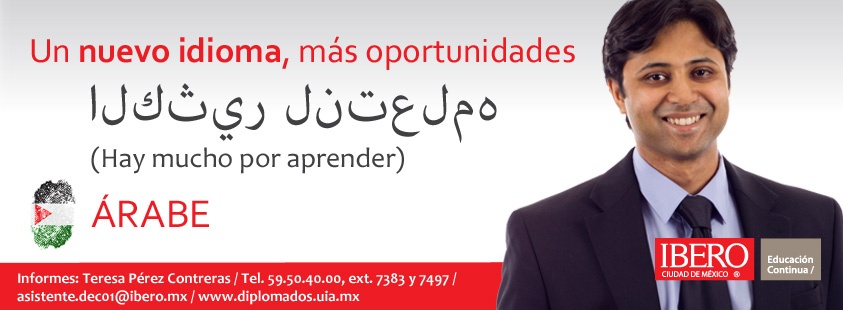 Un nuevo idioma, más oportunidades
الكثير لنتعلمه
(Hay mucho por aprender)
ÁRABE
IBERO
CIUDAD DE MÉXICO ®
Educación
Continua /
Informes: Teresa Pérez Contreras / Tel. 59.50.40.00, ext. 7383 y 7497 /
asistente.dec01@ibero.mx / www.diplomados.uia.mx